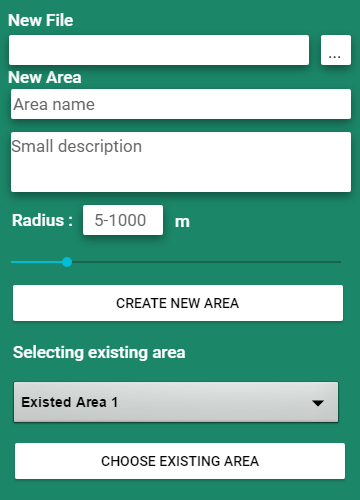 New File
...
New Area
Area name
Small description
Radius : 5-1000 m
CREATE NEW AREA
Selecting existing area
Existed Area 1
CHOOSE EXISTING AREA